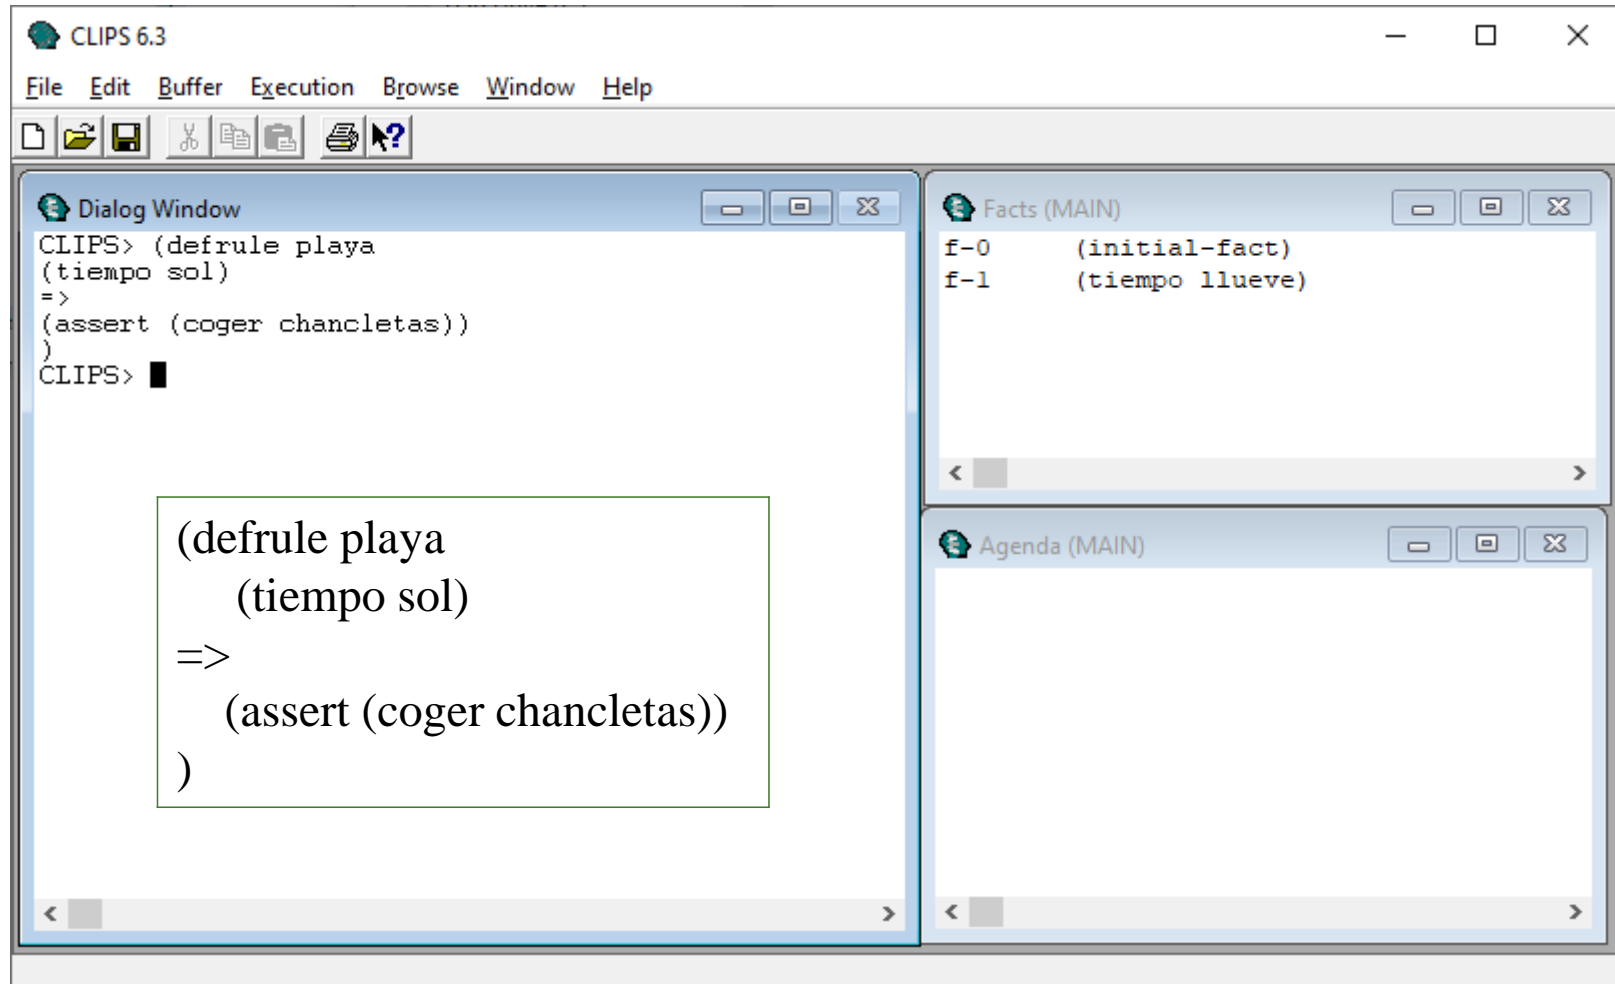 CLIPS 6.3
File Edit Buffer Execution Browse Window Help
Dialog Window
CLIPS> (defrule playa
(tiempo sol)
=>
(assert (coger chancletas))
)
CLIPS>
(defrule playa
(tiempo sol)
=>
(assert (coger chancletas))
)
Facts (MAIN)
f-0 (initial-fact)
f-1 (tiempo llueve)
Agenda (MAIN)